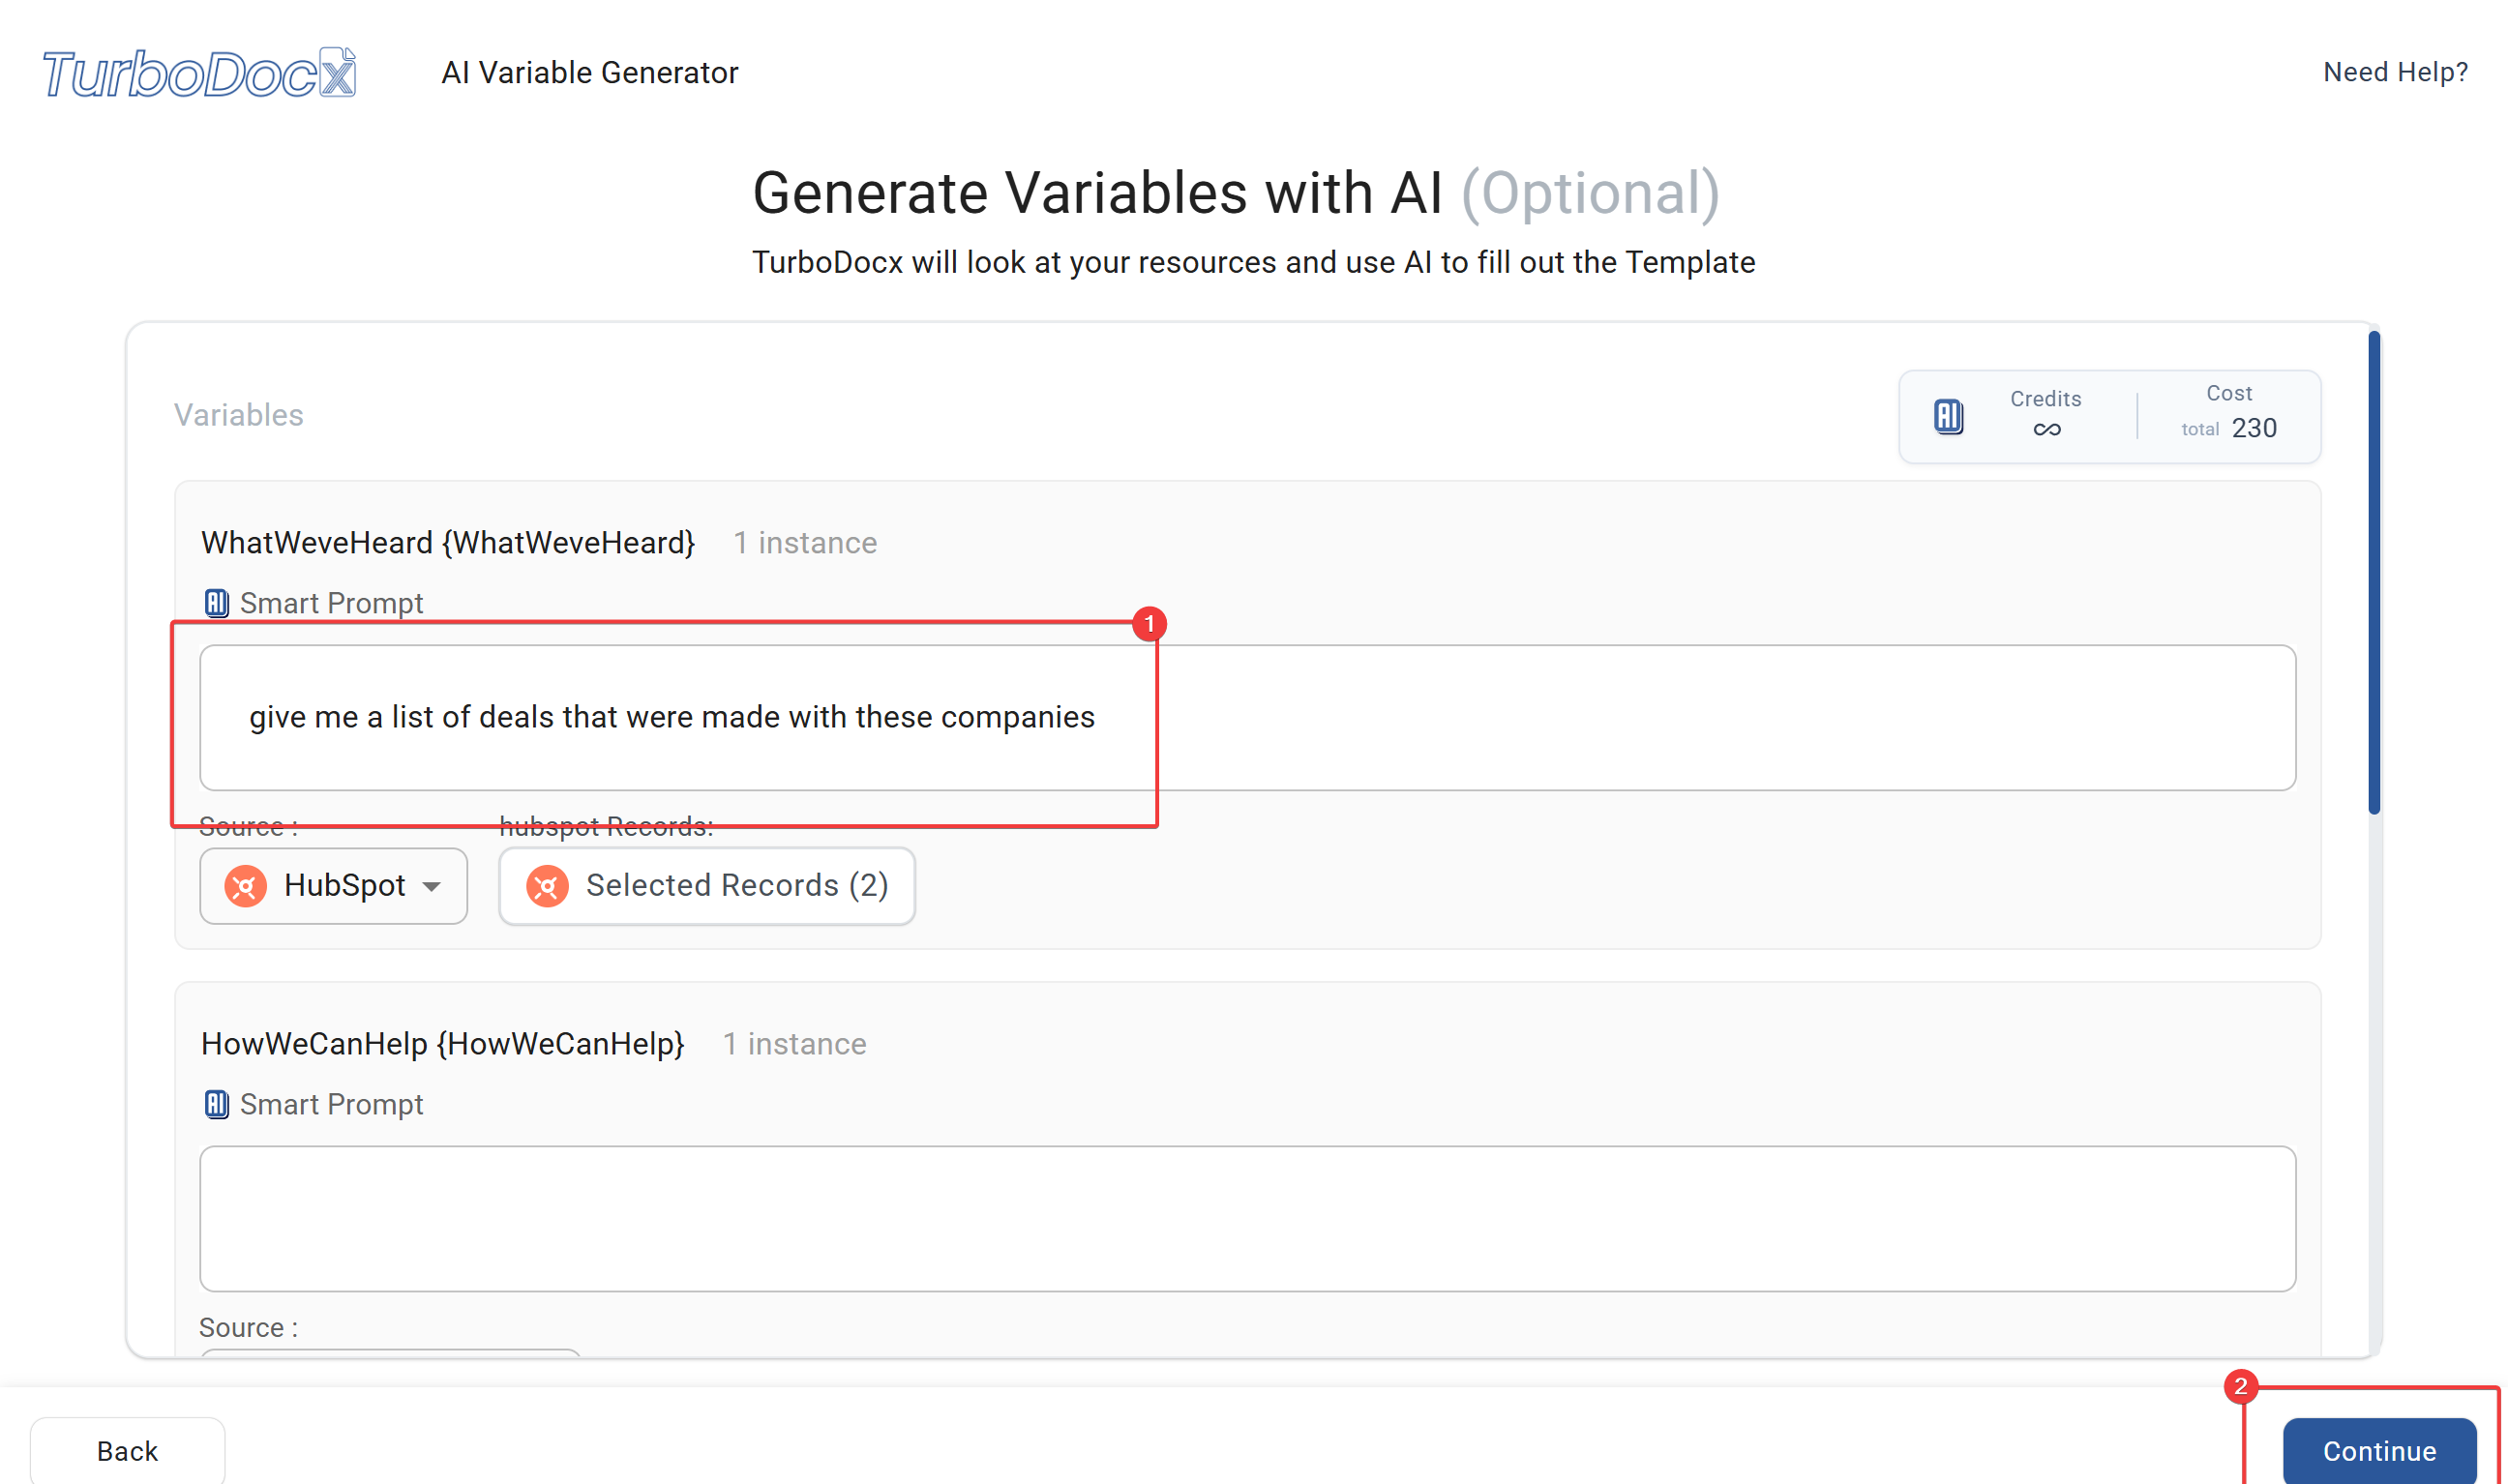 TurboDocx
AI Variable Generator
Need Help?
Generate Variables with AI (Optional)
TurboDocx will look at your resources and use AI to fill out the Template
Variables
AI
Credits
∞
Cost
total 230
WhatWeveHeard {WhatWeveHeard} 1 instance
AI Smart Prompt
1
give me a list of deals that were made with these companies
Source :
hubspot Records:
HubSpot
Selected Records (2)
HowWeCanHelp {HowWeCanHelp} 1 instance
AI Smart Prompt
Source :
2
Back
Continue